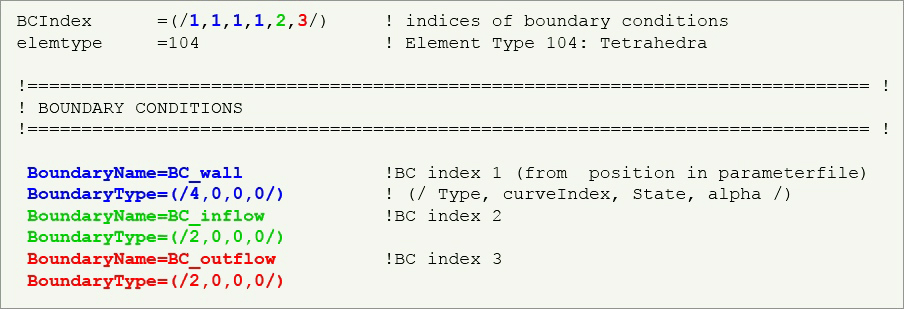 BCIndex      =(/1,1,1,1,2,3/)     ! indices of boundary conditions
elemtype     =104                 ! Element Type 104: Tetrahedra
!============================================================================== !
! BOUNDARY CONDITIONS
!============================================================================== !
BoundaryName=BC_wall             !BC index 1 (from  position in parameterfile)
BoundaryType=(/4,0,0,0/)         ! (/ Type, curveIndex, State, alpha /)
BoundaryName=BC_inflow           !BC index 2
BoundaryType=(/2,0,0,0/)
BoundaryName=BC_outflow          !BC index 3
BoundaryType=(/2,0,0,0/)